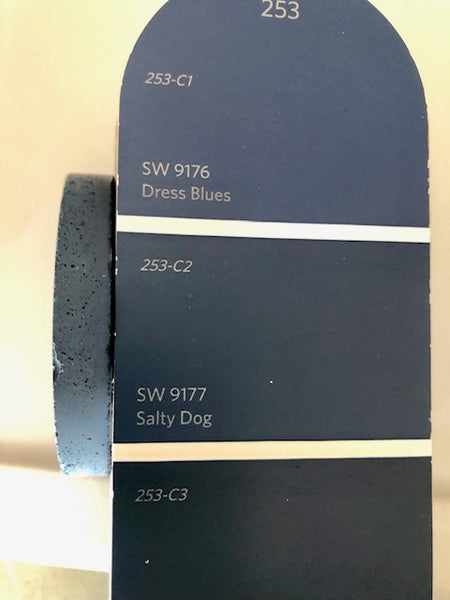 253
253-C1
SW 9176
Dress Blues
253-C2
SW 9177
Salty Dog
253-C3